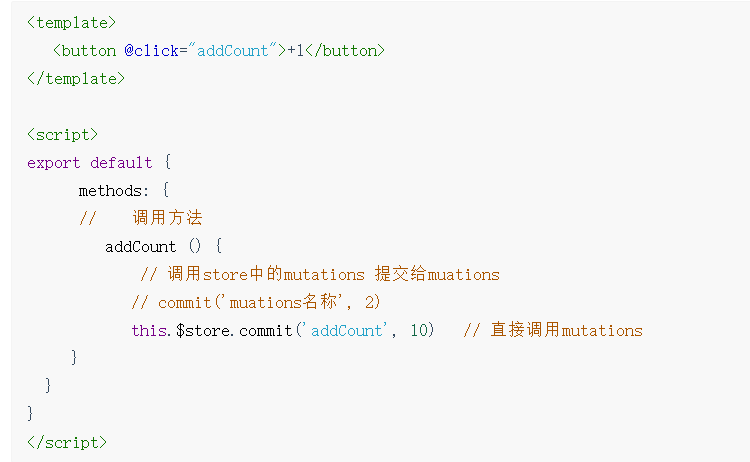 <template>
   <button @click="addCount">+1</button>
</template>

<script>
export default {
      methods: {
      //    调用方法
         addCount () {
             // 调用store中的mutations 提交给muations
            // commit('muations名称', 2)
            this.$store.commit('addCount', 10)   // 直接调用mutations
     }
  }
}
</script>